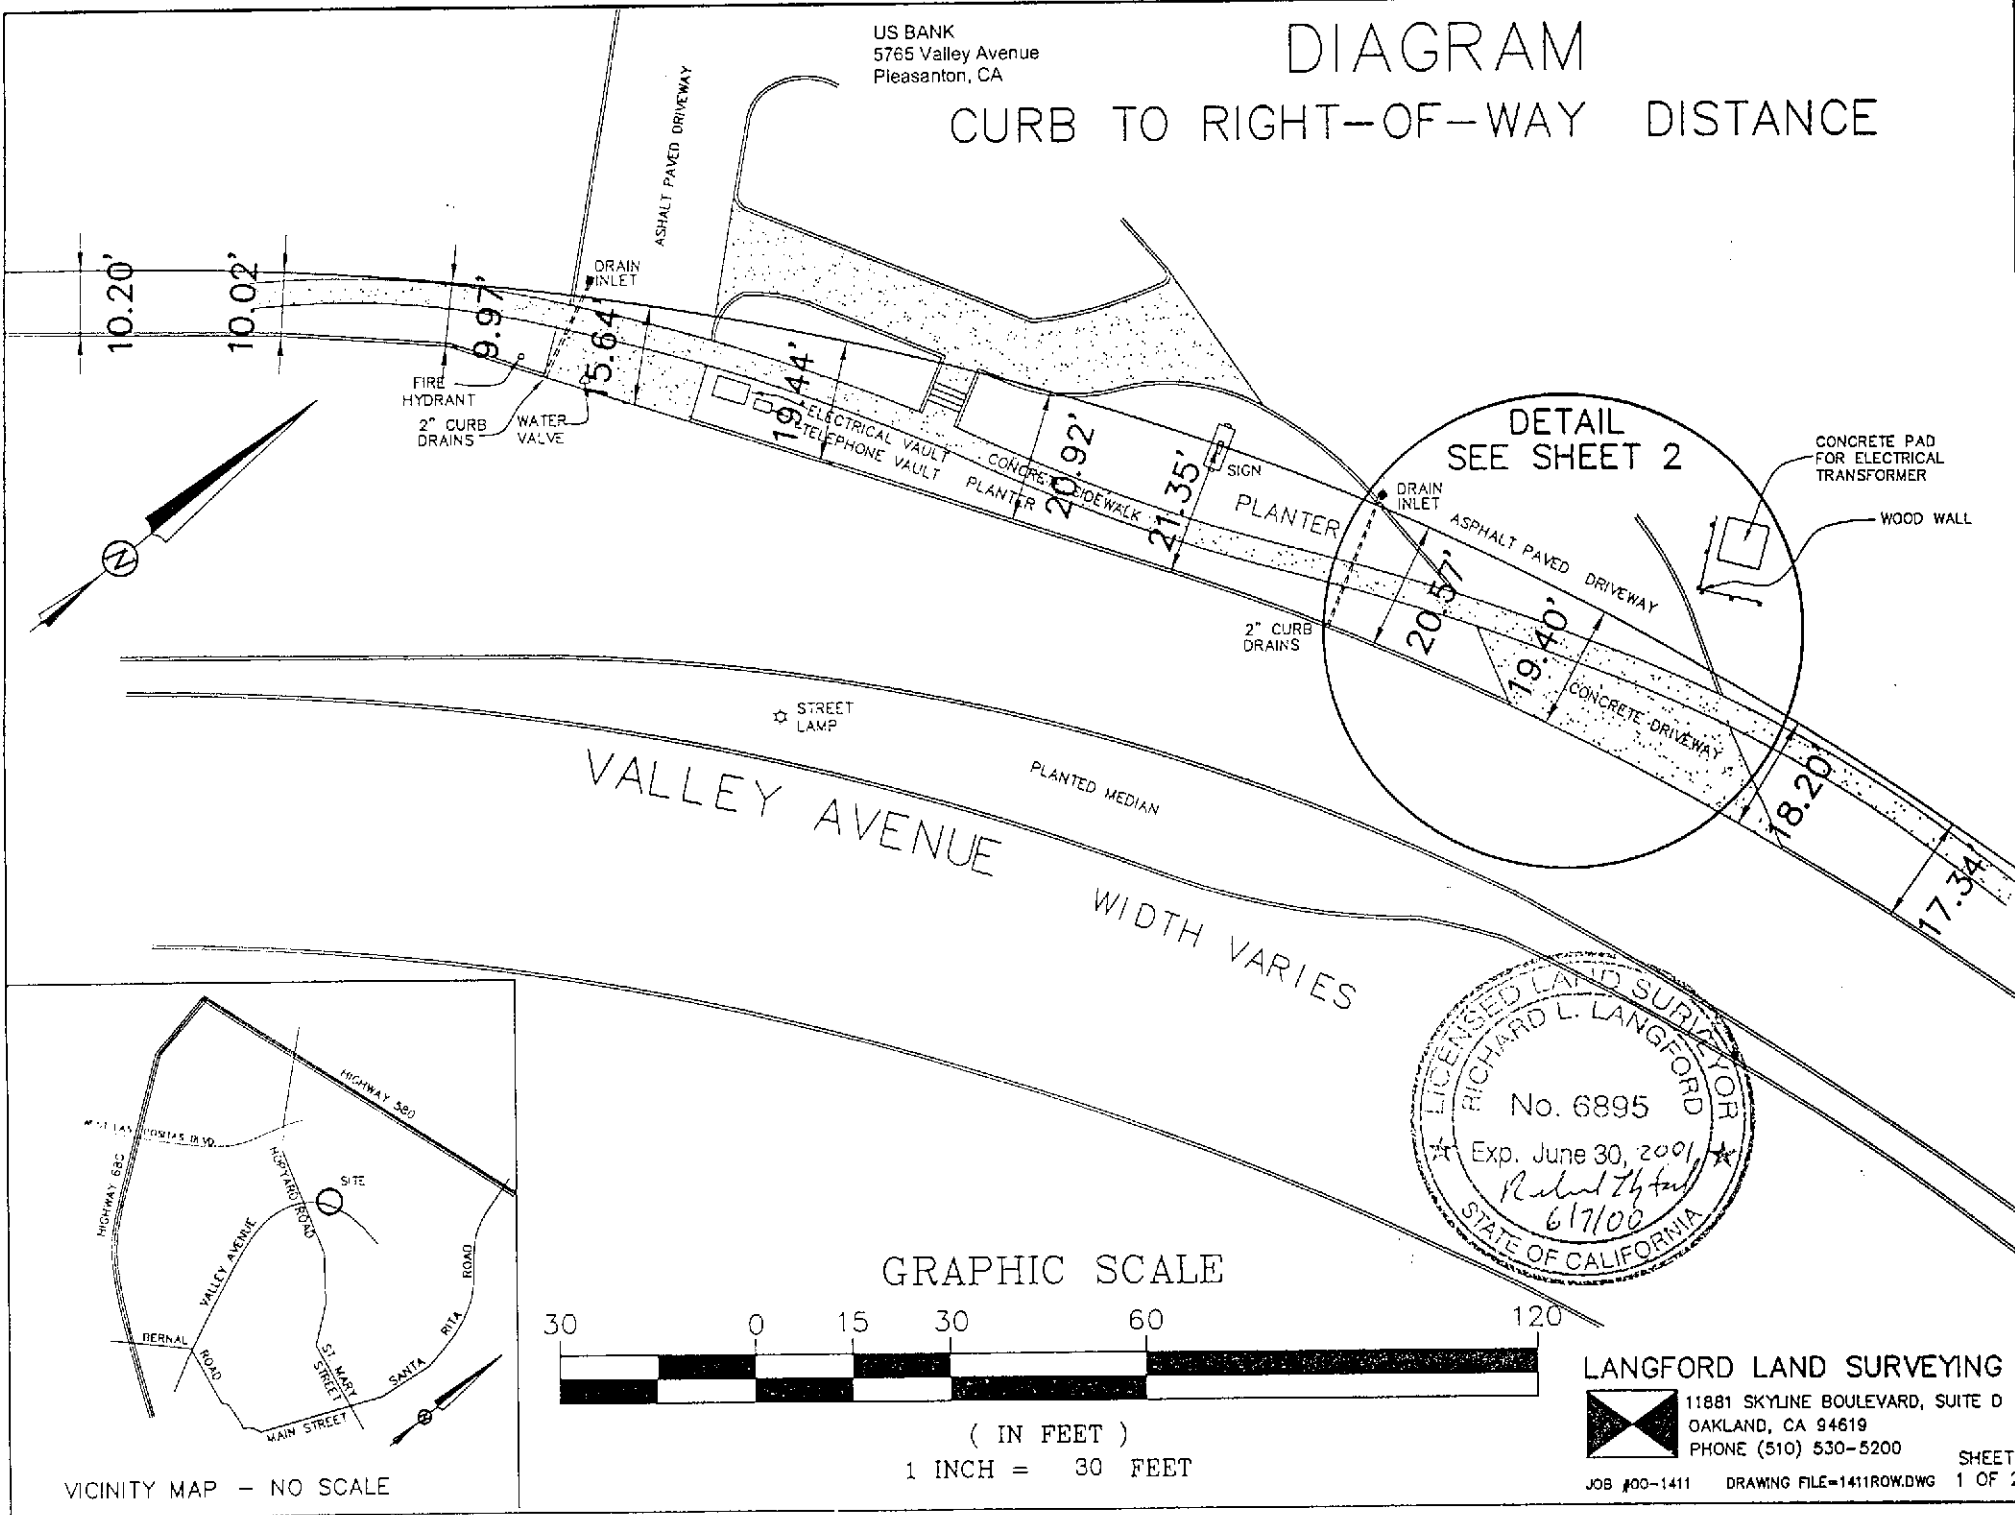 US BANK
5765 Valley Avenue
Pleasanton, CA
DIAGRAM
CURB TO RIGHT-OF-WAY DISTANCE
ASHALT PAVED DRIVEWAY
10.20'
10.02'
9.97'
15.64'
19.44'
20.92'
21.35'
20.57'
19.40'
18.20'
17.34'
DRAIN
INLET
FIRE
HYDRANT
2" CURB
DRAINS
WATER
VALVE
ELECTRICAL VAULT
TELEPHONE VAULT
PLANTER
CONCRETE SIDEWALK
SIGN
PLANTER
DETAIL
SEE SHEET 2
DRAIN
INLET
ASPHALT PAVED DRIVEWAY
CONCRETE PAD
FOR ELECTRICAL
TRANSFORMER
WOOD WALL
2" CURB
DRAINS
CONCRETE DRIVEWAY
N
STREET
LAMP
PLANTED MEDIAN
VALLEY AVENUE
WIDTH VARIES
LICENSED LAND SURVEYOR
RICHARD L. LANGFORD
No. 6895
Exp. June 30, 2001
6/7/00
STATE OF CALIFORNIA
HIGHWAY 580
HIGHWAY 680
HOPYARD ROAD
SITE
VALLEY AVENUE
BERNAL
ROAD
ST. MARY
STREET
SANTA RITA ROAD
MAIN STREET
N
VICINITY MAP - NO SCALE
GRAPHIC SCALE
30 0 15 30 60 120
( IN FEET )
1 INCH = 30 FEET
LANGFORD LAND SURVEYING
11881 SKYLINE BOULEVARD, SUITE D
OAKLAND, CA 94619
PHONE (510) 530-5200
JOB #00-1411 DRAWING FILE=1411ROW.DWG
SHEET
1 OF 2